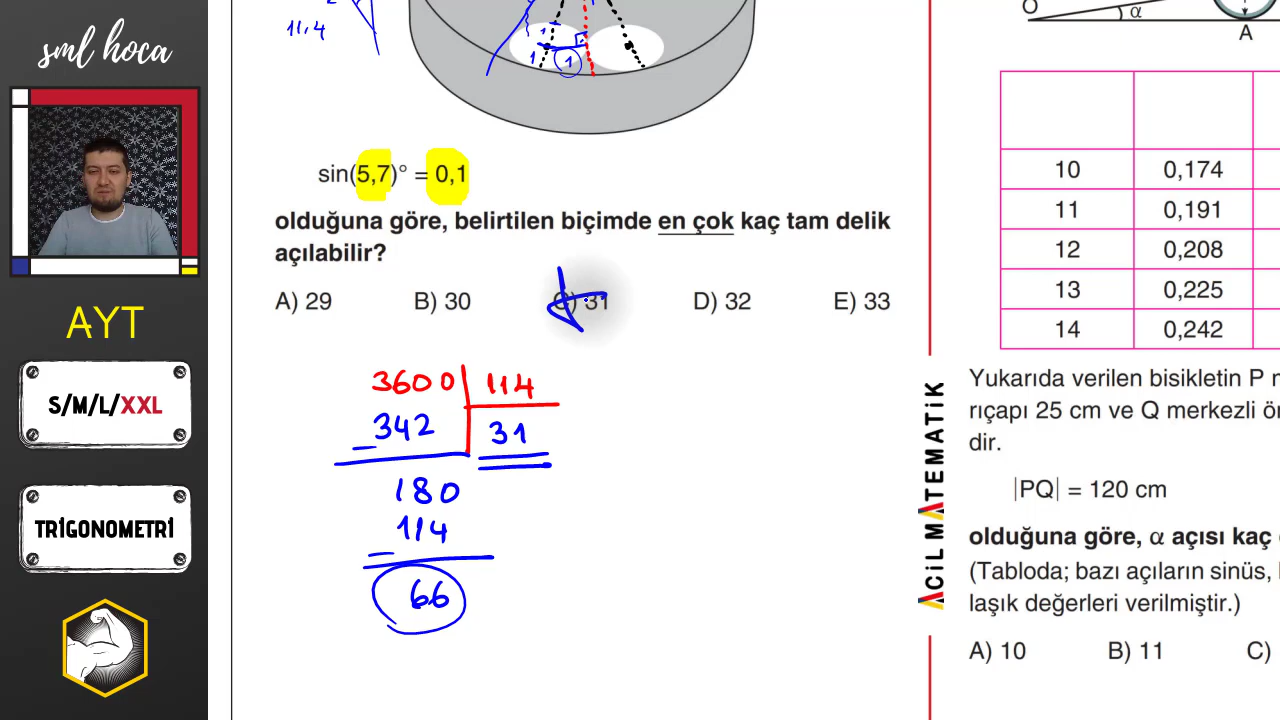 sml hoca
AYT
S/M/L/XXL
TRİGONOMETRİ
11,4
1
1
1
sin(5,7)° = 0,1
olduğuna göre, belirtilen biçimde en çok kaç tam delik
açılabilir?
A) 29 B) 30 C) 31 D) 32 E) 33
3600 114
342 31
180
114
66
AÇİL MATEMATİK
O α
A
10 0,174
11 0,191
12 0,208
13 0,225
14 0,242
Yukarıda verilen bisikletin P
rıçapı 25 cm ve Q merkezli
dir.
|PQ| = 120 cm
olduğuna göre, α açısı kaç
(Tabloda; bazı açıların sinüs,
laşık değerleri verilmiştir.)
A) 10 B) 11 C)